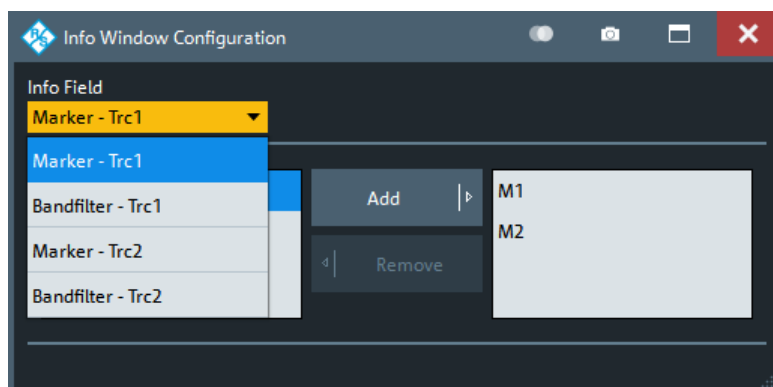 R&S
Info Window Configuration
Info Field
Marker - Trc1
Marker - Trc1
Bandfilter - Trc1
Marker - Trc2
Bandfilter - Trc2
Add
Remove
M1
M2